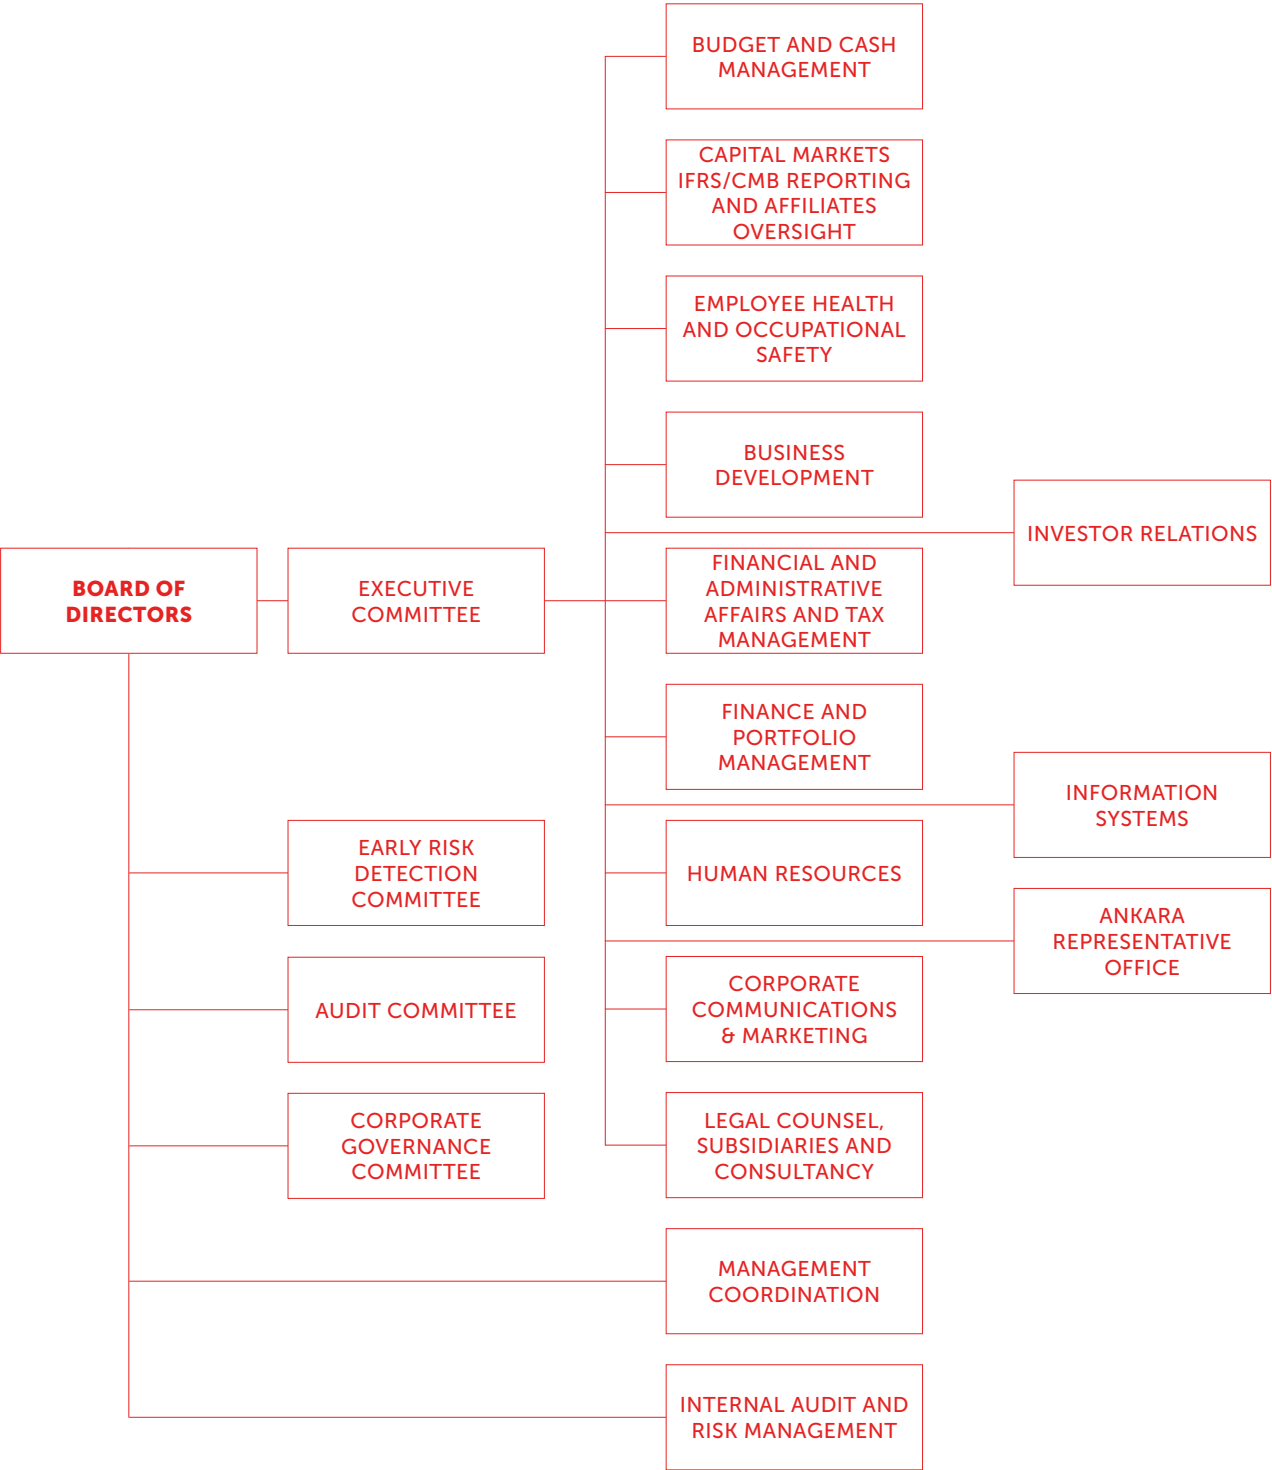 BUDGET AND CASH
MANAGEMENT
CAPITAL MARKETS
IFRS/CMB REPORTING
AND AFFILIATES
OVERSIGHT
EMPLOYEE HEALTH
AND OCCUPATIONAL
SAFETY
BUSINESS
DEVELOPMENT
INVESTOR RELATIONS
BOARD OF
DIRECTORS
EXECUTIVE
COMMITTEE
FINANCIAL AND
ADMINISTRATIVE
AFFAIRS AND TAX
MANAGEMENT
FINANCE AND
PORTFOLIO
MANAGEMENT
INFORMATION
SYSTEMS
EARLY RISK
DETECTION
COMMITTEE
HUMAN RESOURCES
ANKARA
REPRESENTATIVE
OFFICE
AUDIT COMMITTEE
CORPORATE
COMMUNICATIONS
& MARKETING
CORPORATE
GOVERNANCE
COMMITTEE
LEGAL COUNSEL,
SUBSIDIARIES AND
CONSULTANCY
MANAGEMENT
COORDINATION
INTERNAL AUDIT AND
RISK MANAGEMENT